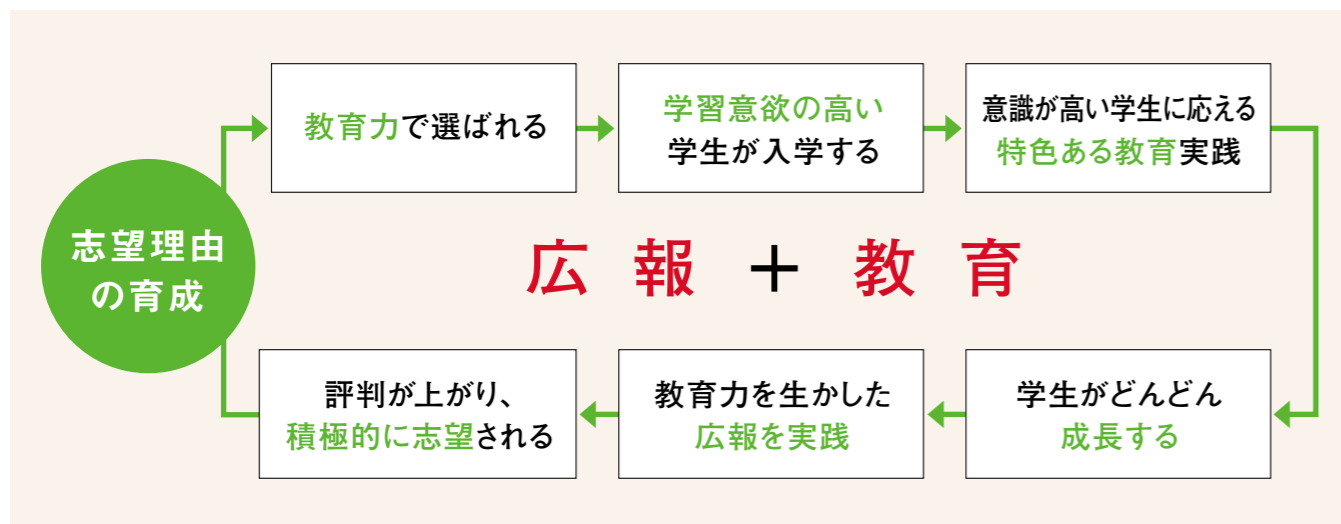 志望理由
の育成
教育力で選ばれる
学習意欲の高い
学生が入学する
意識が高い学生に応える
特色ある教育実践
広報+教育
学生がどんどん
成長する
教育力を生かした
広報を実践
評判が上がり、
積極的に志望される